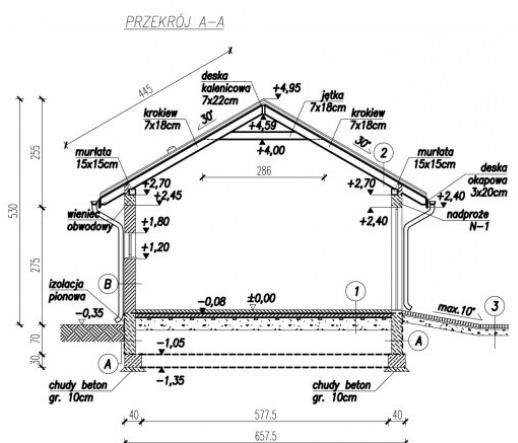 PRZEKRÓJ A-A
445
deska
kalenicowa
7x22cm
+4,95
jętka
7x18cm
krokiew
7x18cm
30°
+4,59
krokiew
7x18cm
30°
+4,00
murłata
15x15cm
286
2
murłata
15x15cm
deska
okapowa
3x20cm
255
530
275
70
30
+2,70
+2,45
+2,70
+2,40
+2,40
nadproże
N-1
wieniec
obwodowy
+1,80
+1,20
B
izolacja
pionowa
-0,35
-0,08
±0,00
1
max.10°
3
A
-1,05
A
-1,35
chudy beton
gr. 10cm
chudy beton
gr. 10cm
40
577.5
40
657.5